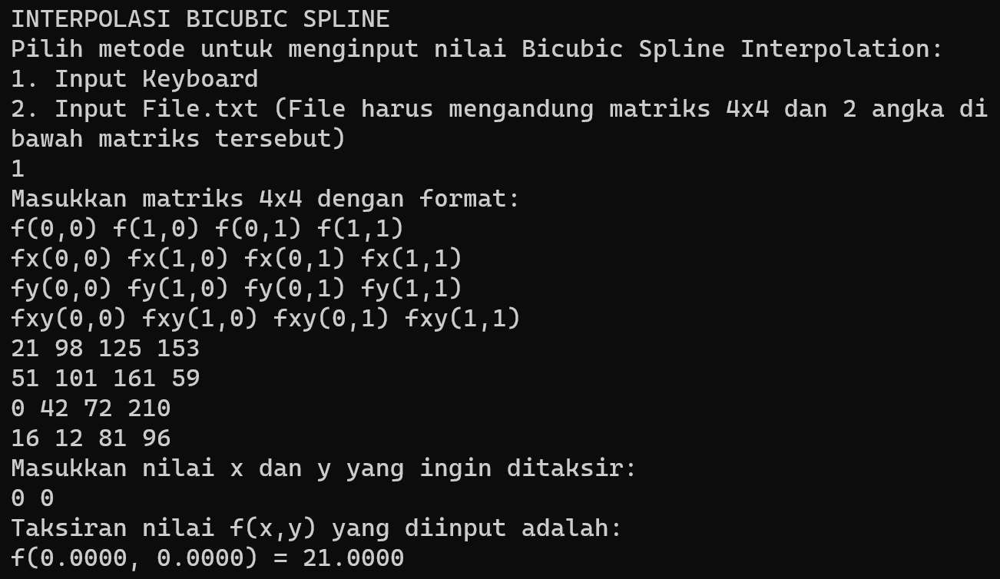 INTERPOLASI BICUBIC SPLINE
Pilih metode untuk menginput nilai Bicubic Spline Interpolation:
1. Input Keyboard
2. Input File.txt (File harus mengandung matriks 4x4 dan 2 angka di
bawah matriks tersebut)
1
Masukkan matriks 4x4 dengan format:
f(0,0) f(1,0) f(0,1) f(1,1)
fx(0,0) fx(1,0) fx(0,1) fx(1,1)
fy(0,0) fy(1,0) fy(0,1) fy(1,1)
fxy(0,0) fxy(1,0) fxy(0,1) fxy(1,1)
21 98 125 153
51 101 161 59
0 42 72 210
16 12 81 96
Masukkan nilai x dan y yang ingin ditaksir:
0 0
Taksiran nilai f(x,y) yang diinput adalah:
f(0.0000, 0.0000) = 21.0000